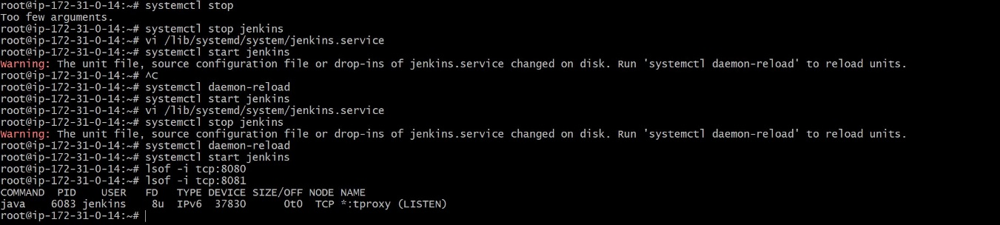 root@ip-172-31-0-14:~# systemctl stop
Too few arguments.
root@ip-172-31-0-14:~# systemctl stop jenkins
root@ip-172-31-0-14:~# vi /lib/systemd/system/jenkins.service
root@ip-172-31-0-14:~# systemctl start jenkins
Warning: The unit file, source configuration file or drop-ins of jenkins.service changed on disk. Run 'systemctl daemon-reload' to reload units.
root@ip-172-31-0-14:~# ^C
root@ip-172-31-0-14:~# systemctl daemon-reload
root@ip-172-31-0-14:~# systemctl start jenkins
root@ip-172-31-0-14:~# vi /lib/systemd/system/jenkins.service
root@ip-172-31-0-14:~# systemctl stop jenkins
Warning: The unit file, source configuration file or drop-ins of jenkins.service changed on disk. Run 'systemctl daemon-reload' to reload units.
root@ip-172-31-0-14:~# systemctl daemon-reload
root@ip-172-31-0-14:~# systemctl start jenkins
root@ip-172-31-0-14:~# lsof -i tcp:8080
root@ip-172-31-0-14:~# lsof -i tcp:8081
COMMAND  PID    USER   FD   TYPE DEVICE SIZE/OFF NODE NAME
java    6083 jenkins    8u  IPv6  37830      0t0  TCP *:tproxy (LISTEN)
root@ip-172-31-0-14:~#